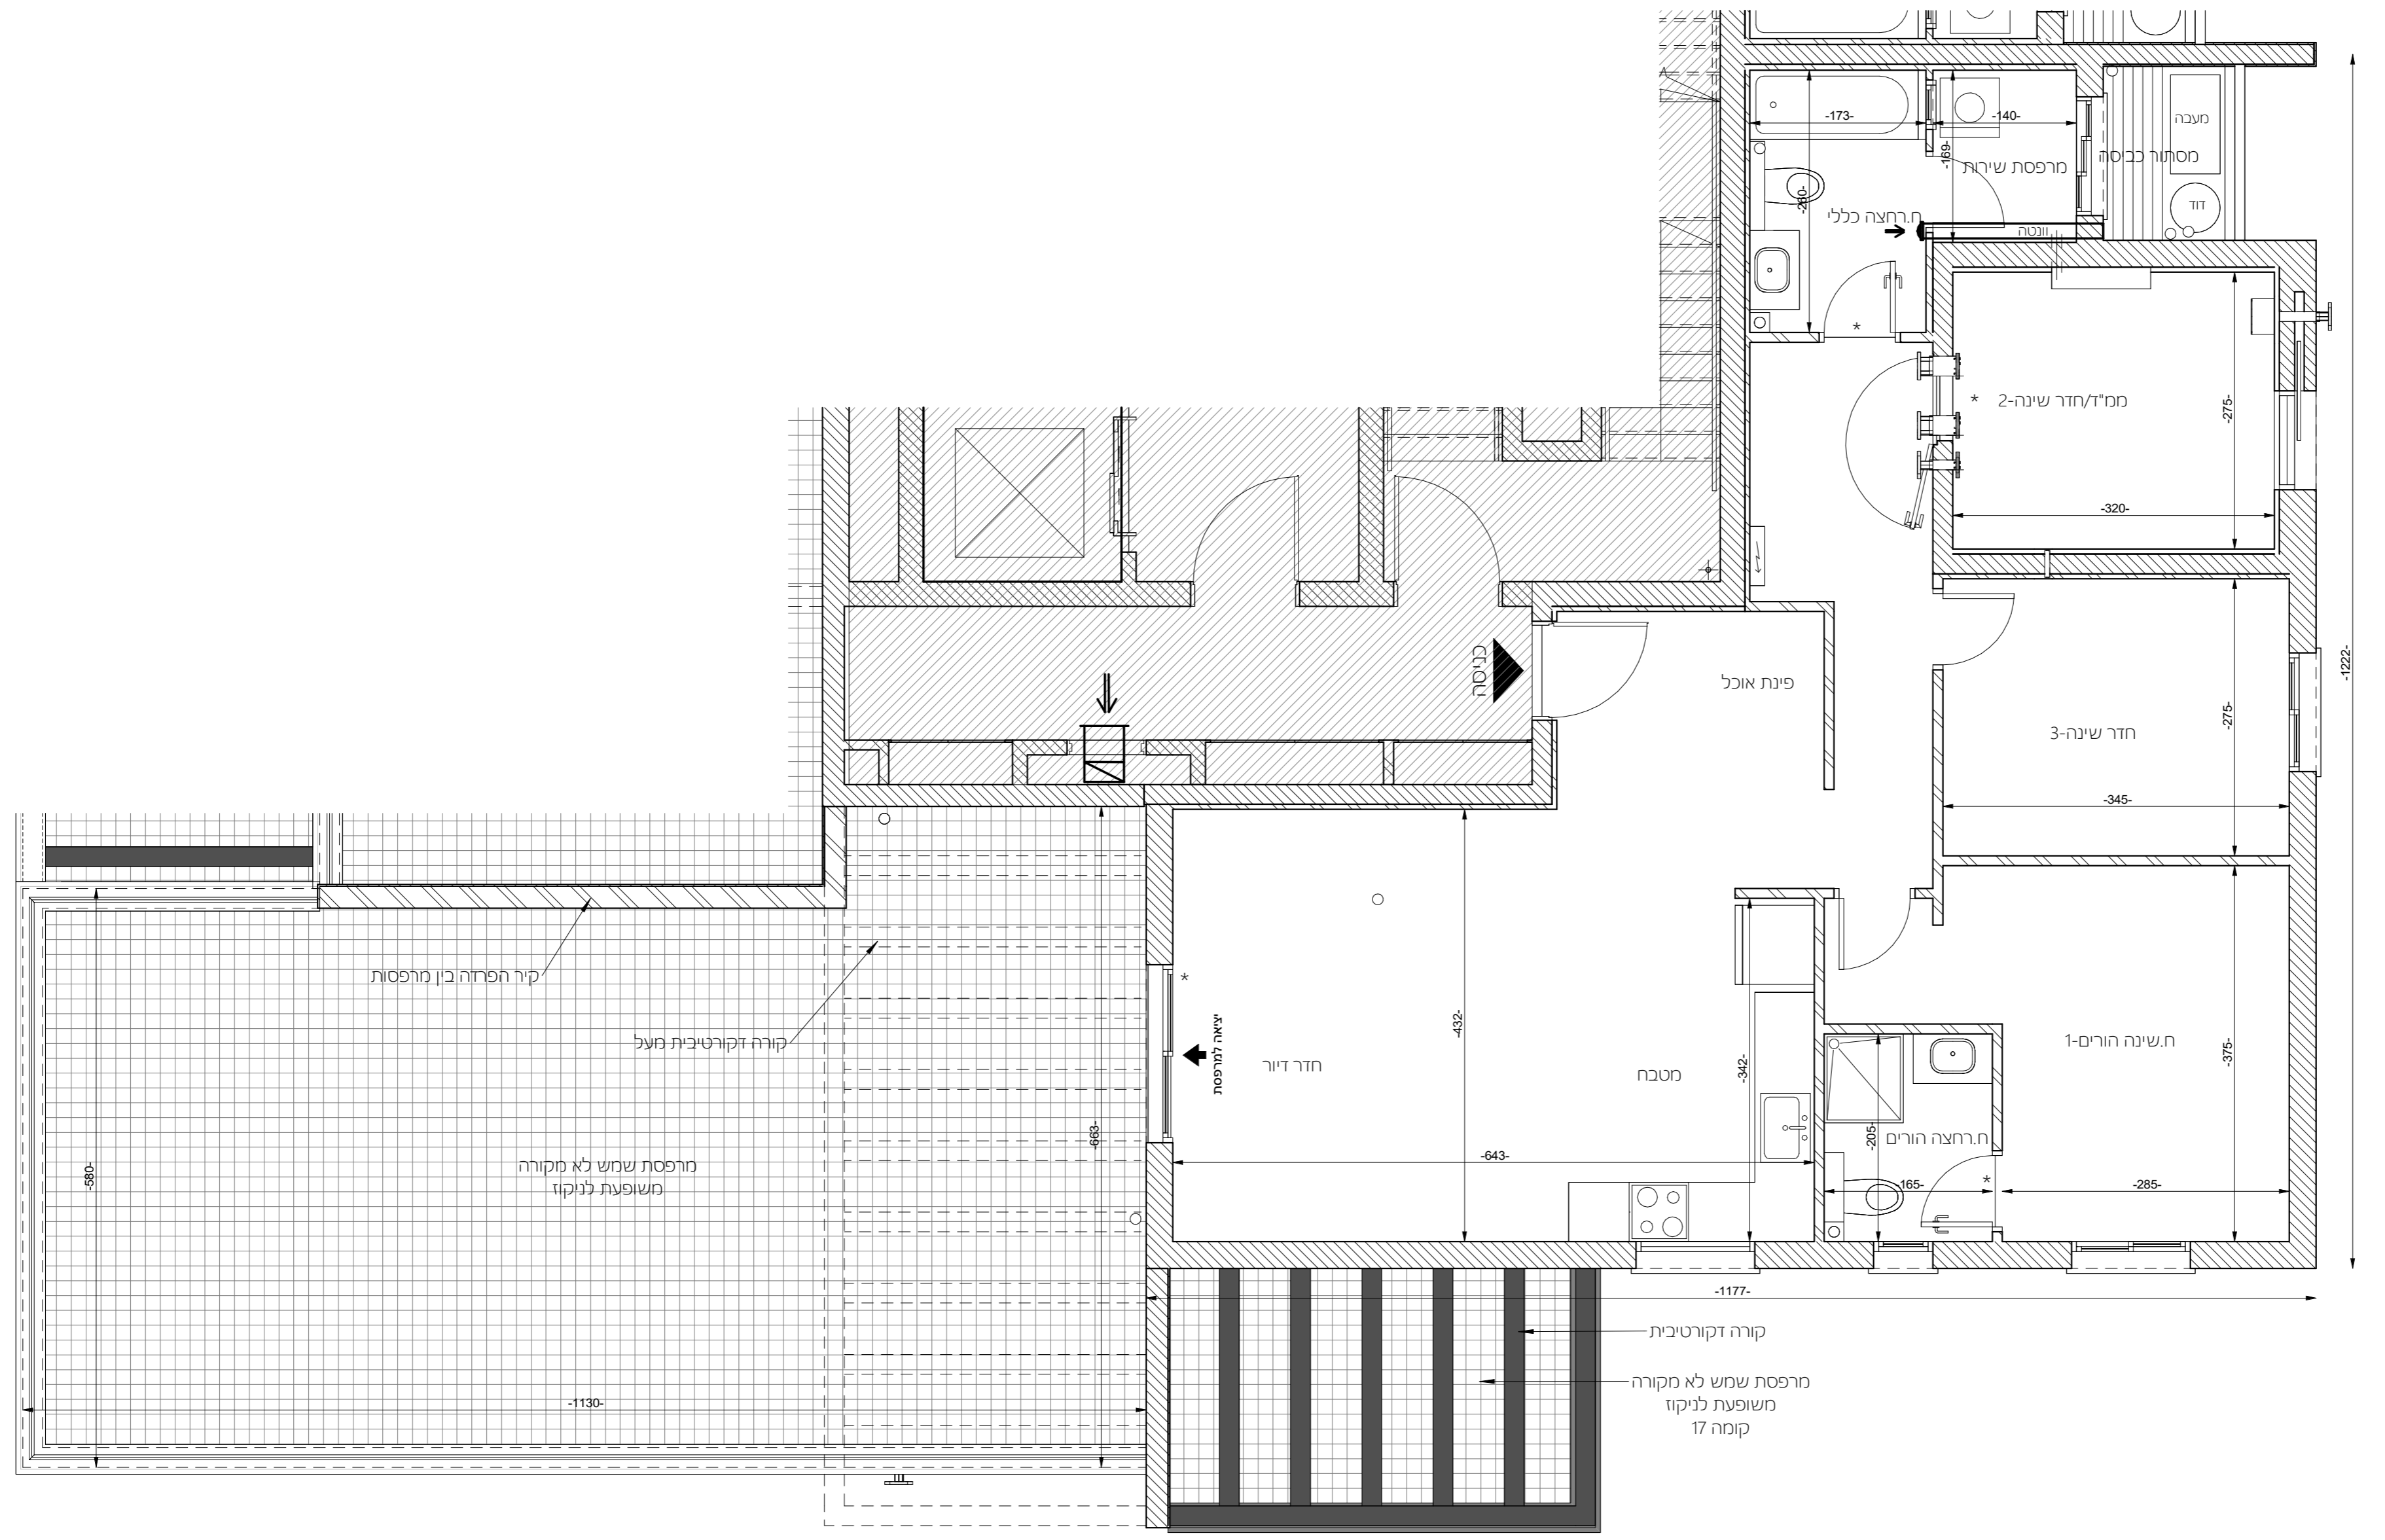 -173-
-140-
מעבה
מסתור כביסה
מרפסת שירות
-169-
-260-
ח.רחצה כללי
דוד
וונטה
*
*
ממ"ד/חדר שינה-2
-275-
-320-
-1222-
כניסה
פינת אוכל
חדר שינה-3
-275-
-345-
קיר הפרדה בין מרפסות
קורה דקורטיבית מעל
*
יציאה למרפסת
חדר דיור
-432-
מטבח
-342-
-643-
ח.שינה הורים-1
-375-
ח.רחצה הורים
-205-
-165-
*
-285-
מרפסת שמש לא מקורה
משופעת לניקוז
-580-
-663-
-1130-
-1177-
קורה דקורטיבית
מרפסת שמש לא מקורה
משופעת לניקוז
קומה 17